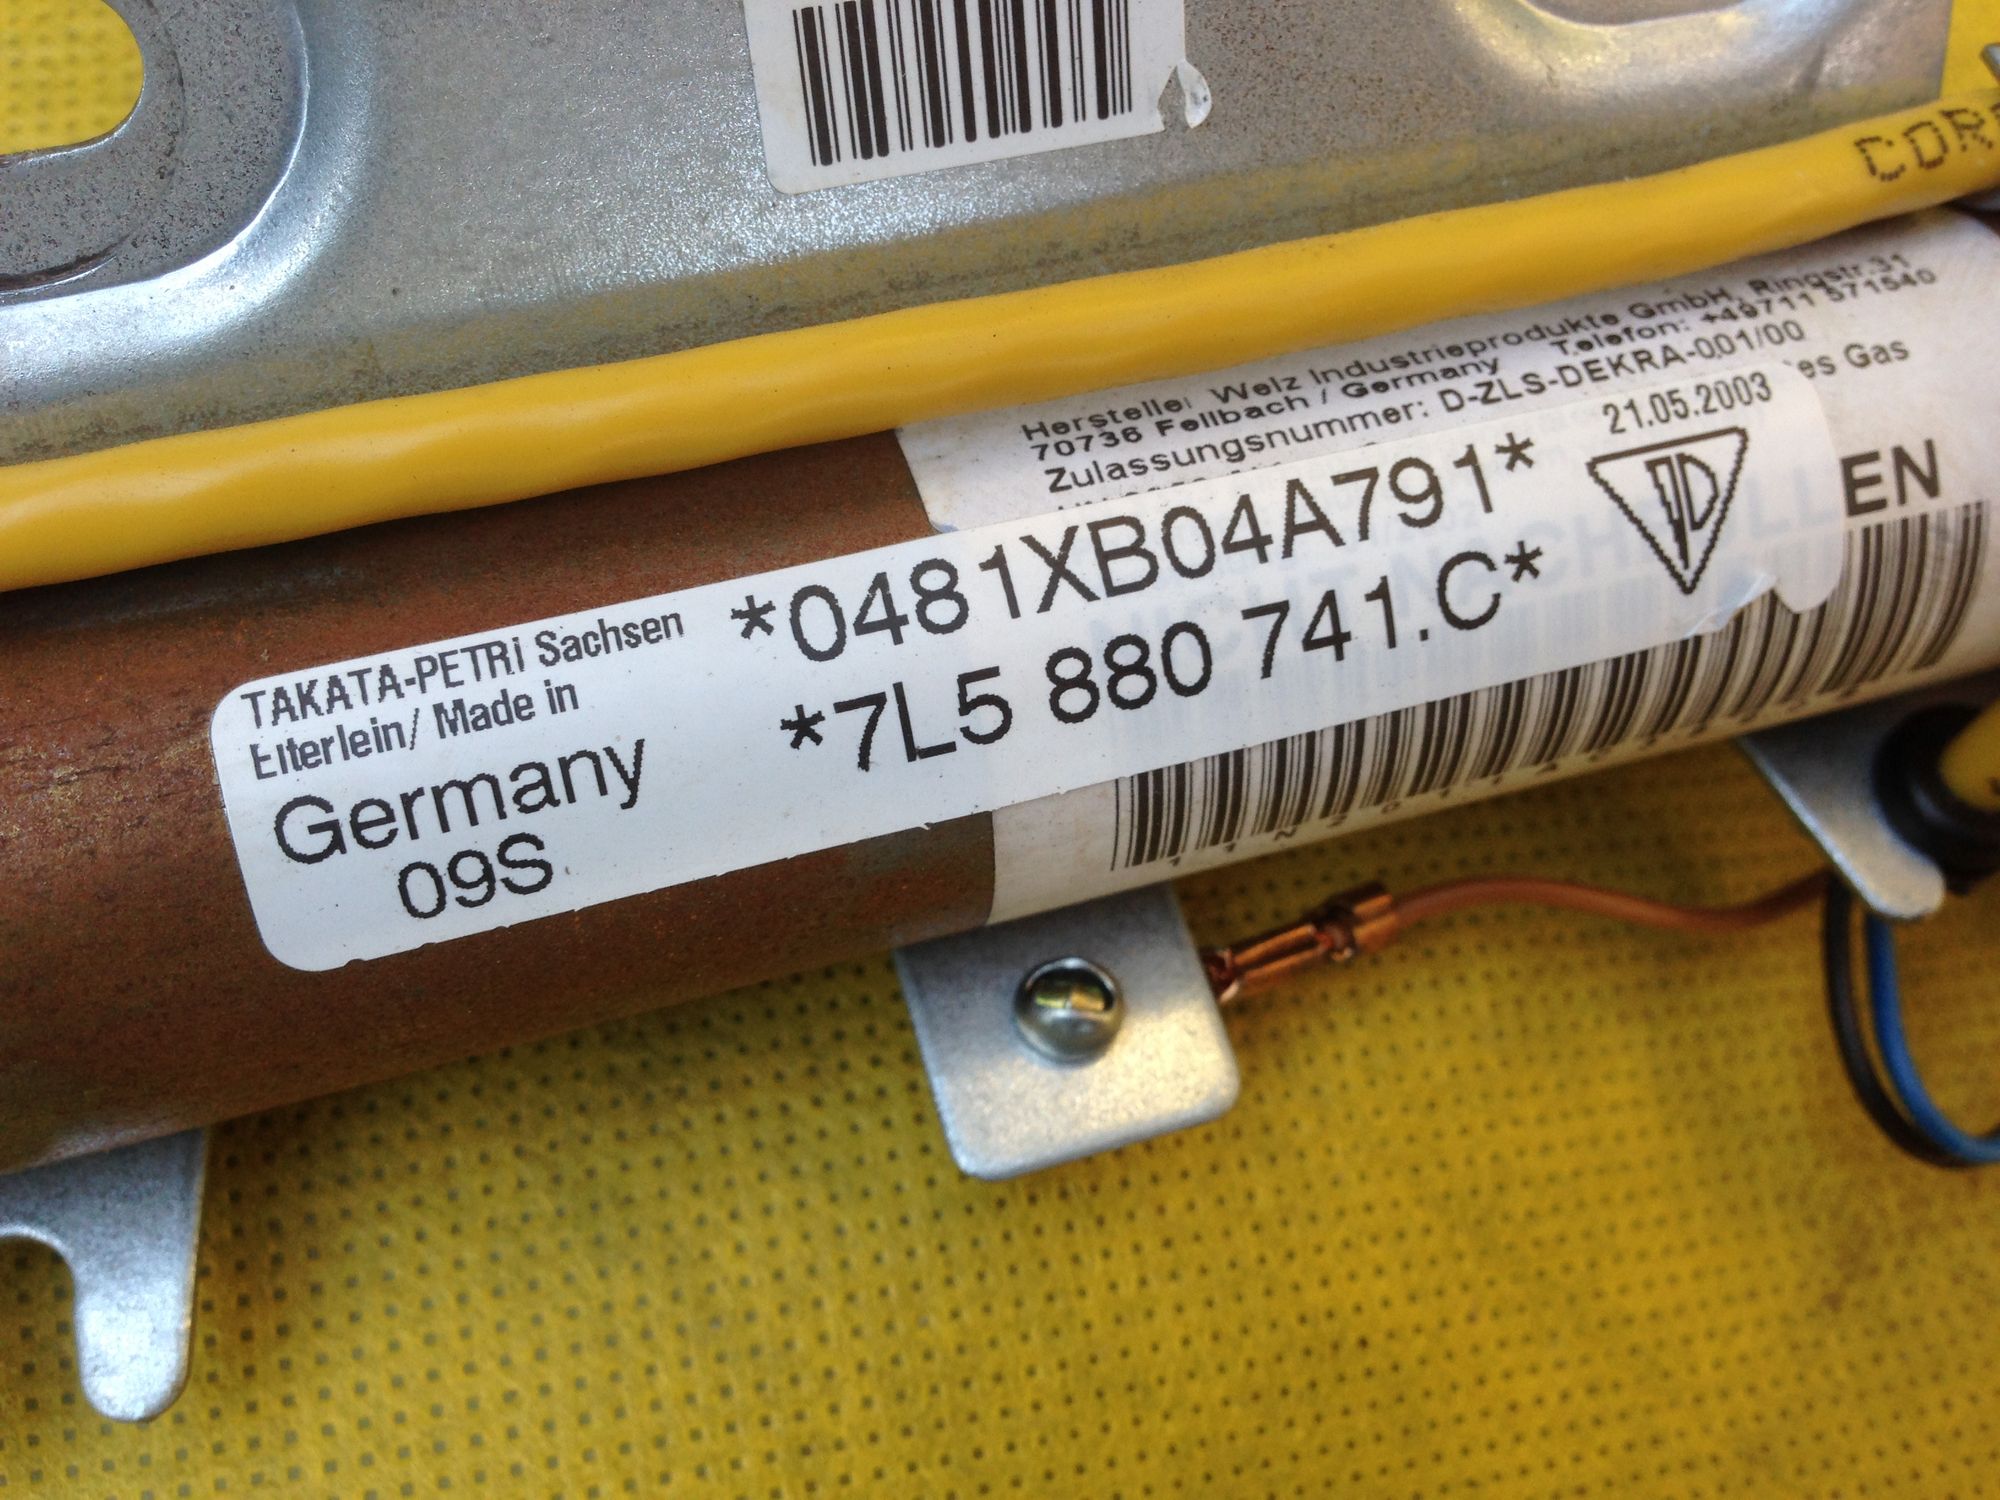 Hersteller Welz Industrieprodukte GmbH, Ringstr.31
70736 Fellbach / Germany Telefon: +49711 571540
Zulassungsnummer: D-ZLS-DEKRA-001/00
es Gas
EN
TAKATA-PETRI Sachsen
Elterlein/ Made in
Germany
09S
*0481XB04A791*
*7L5 880 741.C*
21.05.2003